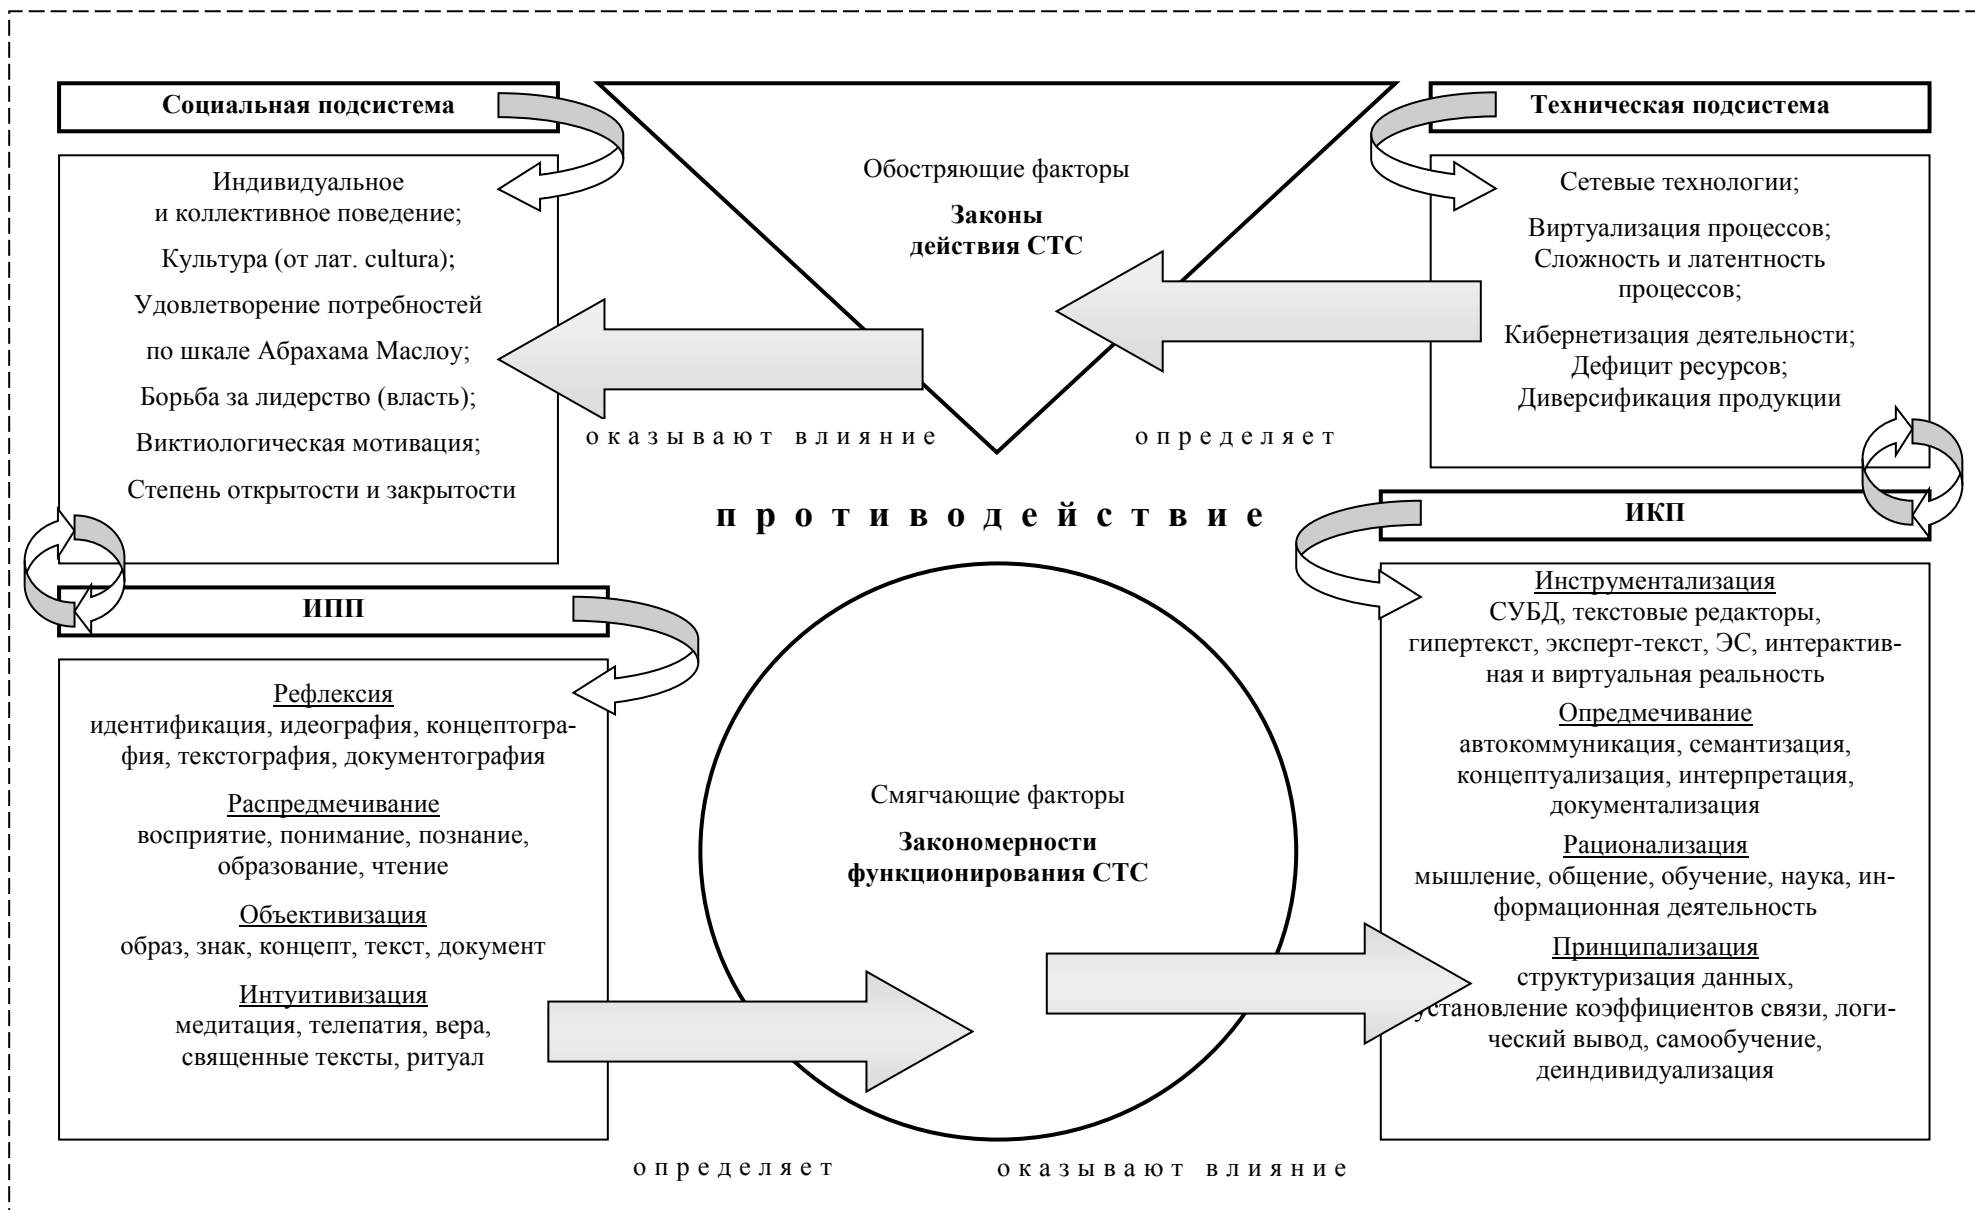 Социальная подсистема
Индивидуальное
и коллективное поведение;
Культура (от лат. cultura);
Удовлетворение потребностей
по шкале Абрахама Маслоу;
Борьба за лидерство (власть);
Виктиологическая мотивация;
Степень открытости и закрытости
Обостряющие факторы
Законы
действия СТС
Техническая подсистема
Сетевые технологии;
Виртуализация процессов;
Сложность и латентность
процессов;
Кибернетизация деятельности;
Дефицит ресурсов;
Диверсификация продукции
оказывают влияние
определяет
противодействие
ИПП
Рефлексия
идентификация, идеография, концептогра-
фия, текстография, документография
Распредмечивание
восприятие, понимание, познание,
образование, чтение
Объективизация
образ, знак, концепт, текст, документ
Интуитивизация
медитация, телепатия, вера,
священные тексты, ритуал
Смягчающие факторы
Закономерности
функционирования СТС
ИКП
Инструментализация
СУБД, текстовые редакторы,
гипертекст, эксперт-текст, ЭС, интерактив-
ная и виртуальная реальность
Опредмечивание
автокоммуникация, семантизация,
концептуализация, интерпретация,
документализация
Рационализация
мышление, общение, обучение, наука, ин-
формационная деятельность
Принципализация
структуризация данных,
установление коэффициентов связи, логи-
ческий вывод, самообучение,
деиндивидуализация
определяет
оказывают влияние